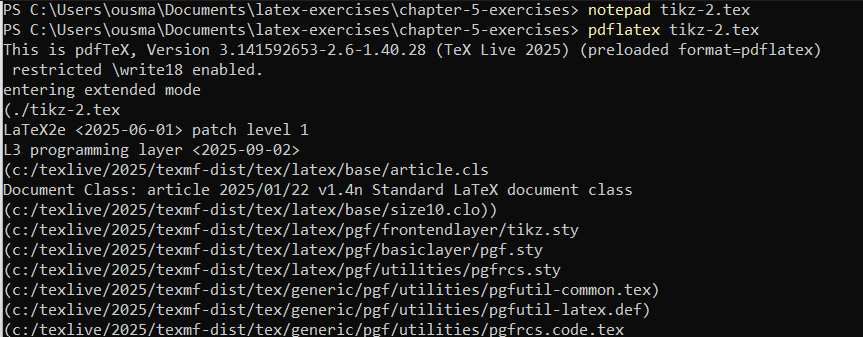 PS C:\Users\ousma\Documents\latex-exercises\chapter-5-exercises> notepad tikz-2.tex
PS C:\Users\ousma\Documents\latex-exercises\chapter-5-exercises> pdflatex tikz-2.tex
This is pdfTeX, Version 3.141592653-2.6-1.40.28 (TeX Live 2025) (preloaded format=pdflatex)
 restricted \write18 enabled.
entering extended mode
(./tikz-2.tex
LaTeX2e <2025-06-01> patch level 1
L3 programming layer <2025-09-02>
(c:/texlive/2025/texmf-dist/tex/latex/base/article.cls
Document Class: article 2025/01/22 v1.4n Standard LaTeX document class
(c:/texlive/2025/texmf-dist/tex/latex/base/size10.clo))
(c:/texlive/2025/texmf-dist/tex/latex/pgf/frontendlayer/tikz.sty
(c:/texlive/2025/texmf-dist/tex/latex/pgf/basiclayer/pgf.sty
(c:/texlive/2025/texmf-dist/tex/latex/pgf/utilities/pgfrcs.sty
(c:/texlive/2025/texmf-dist/tex/generic/pgf/utilities/pgfutil-common.tex)
(c:/texlive/2025/texmf-dist/tex/generic/pgf/utilities/pgfutil-latex.def)
(c:/texlive/2025/texmf-dist/tex/generic/pgf/utilities/pgfrcs.code.tex